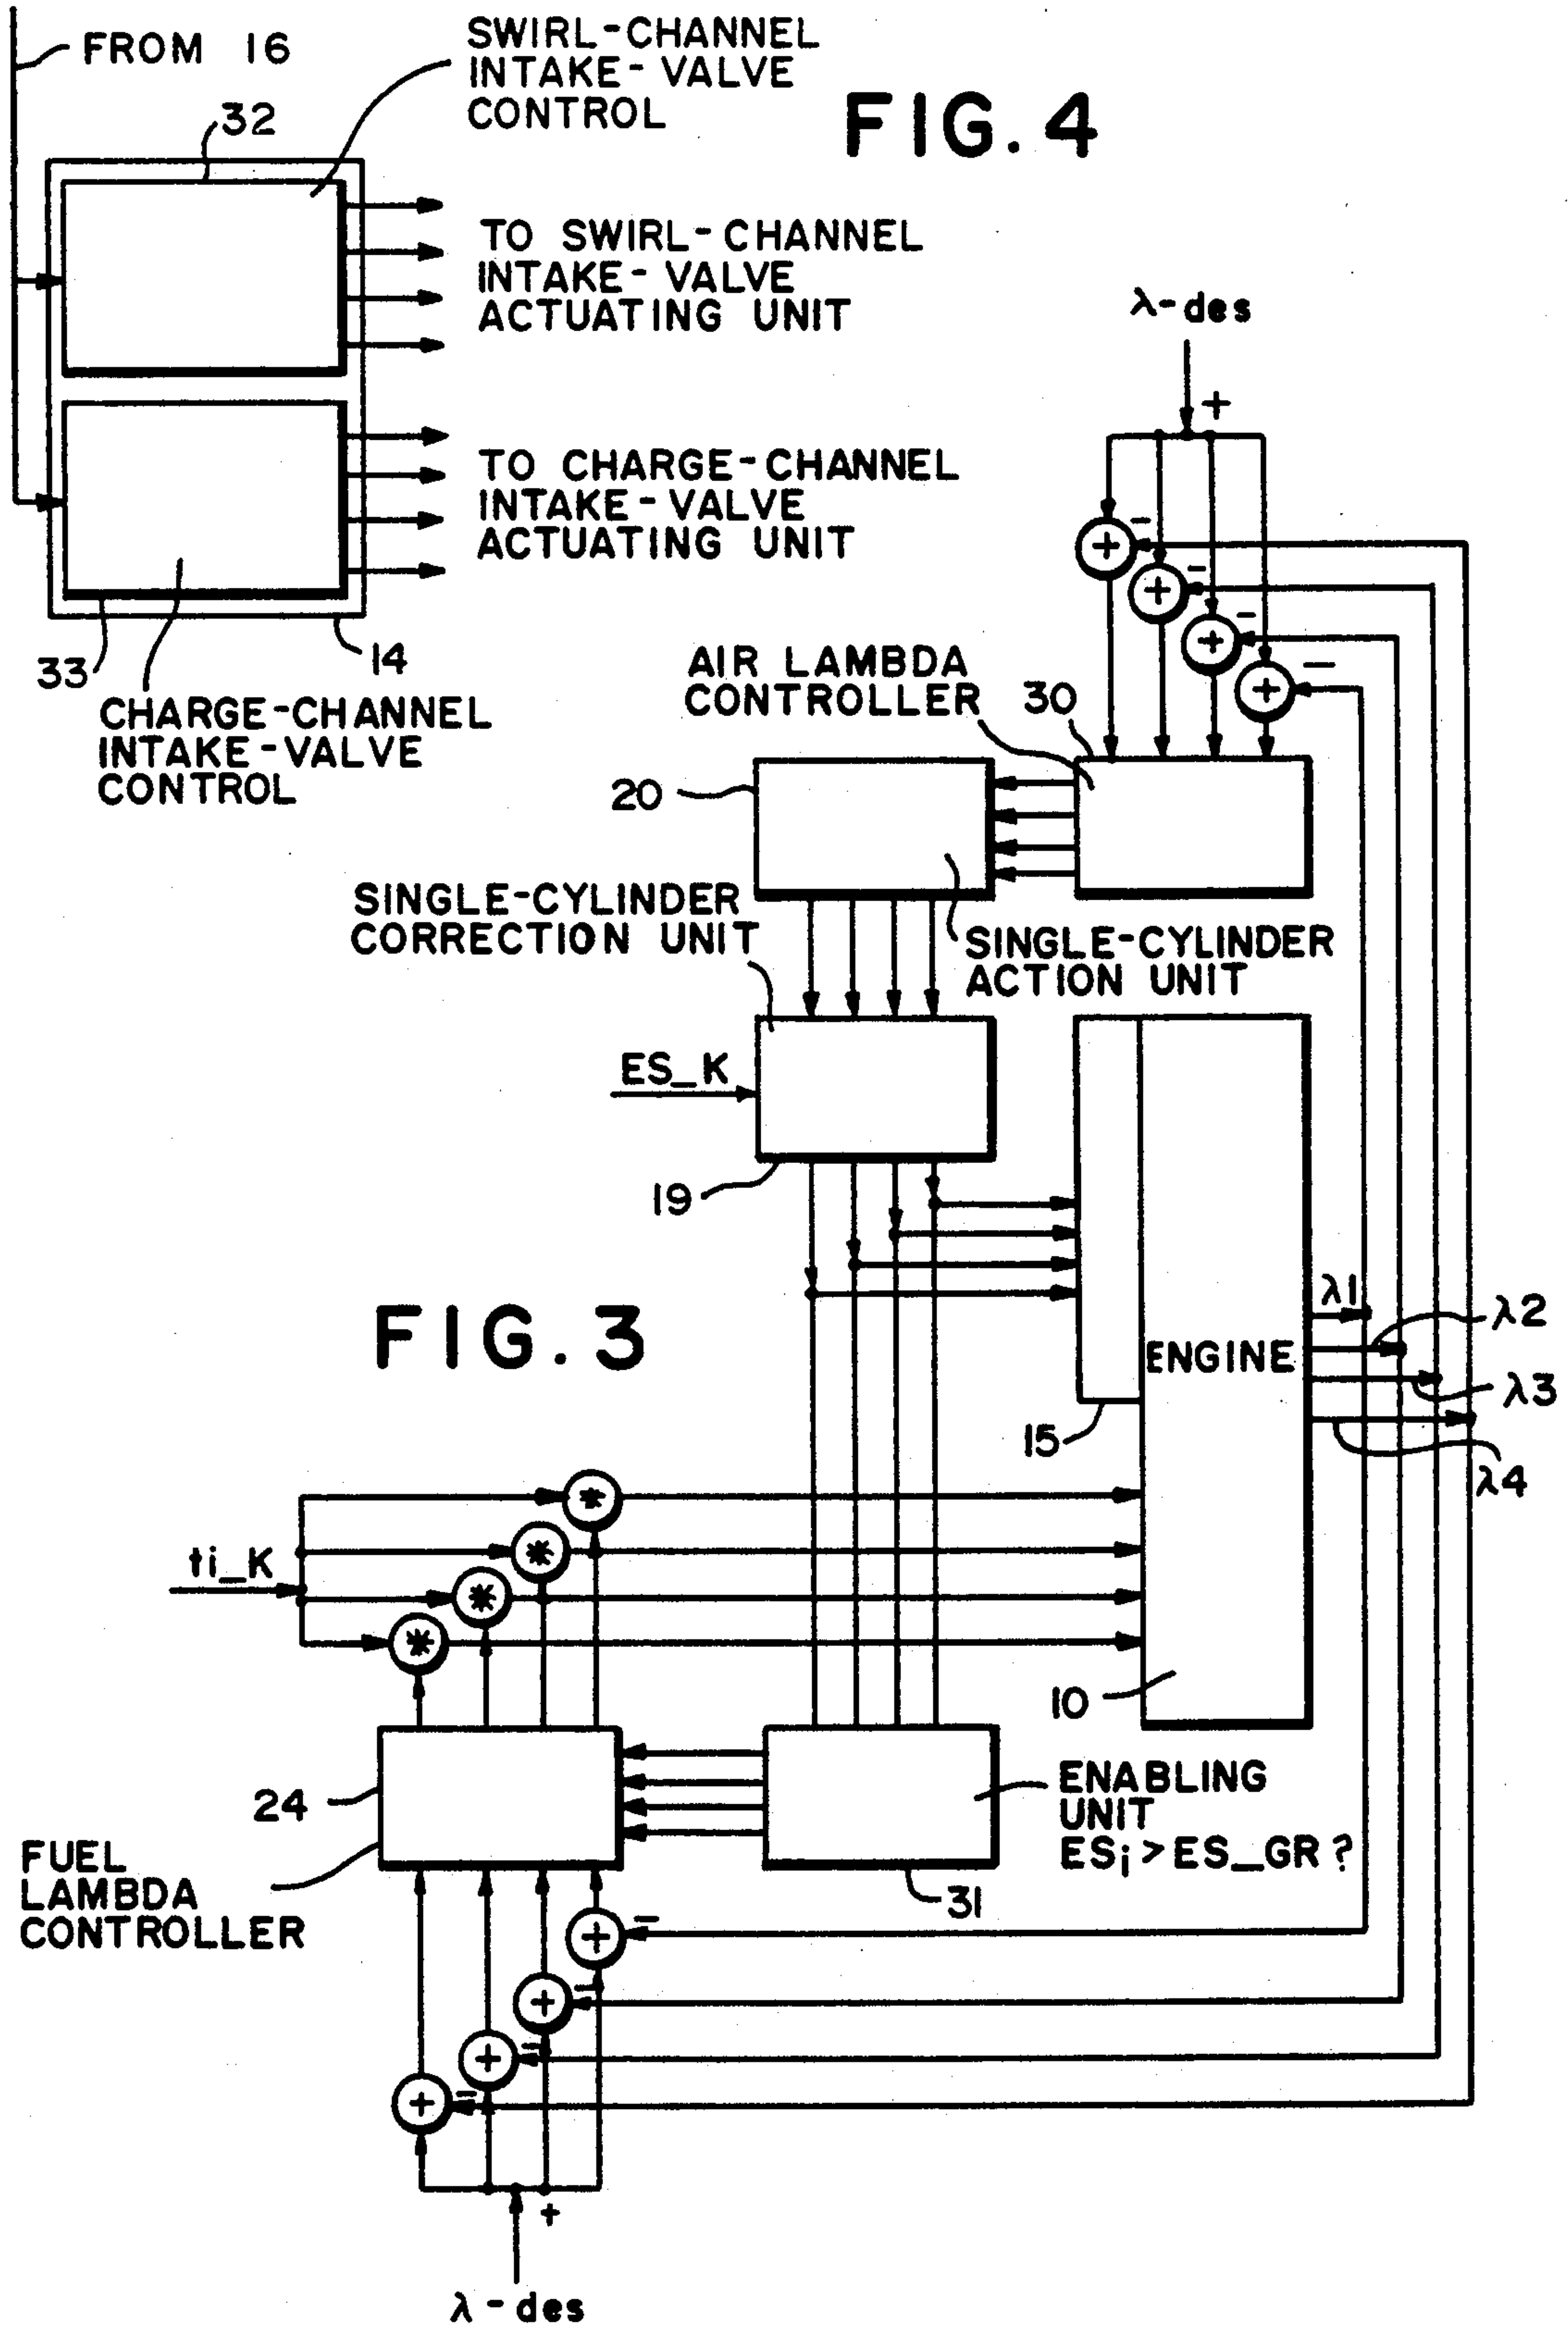 FROM 16
SWIRL-CHANNEL
INTAKE-VALVE
CONTROL
FIG. 4
32
TO SWIRL-CHANNEL
INTAKE-VALVE
ACTUATING UNIT
TO CHARGE-CHANNEL
INTAKE-VALVE
ACTUATING UNIT
33
14
CHARGE-CHANNEL
INTAKE-VALVE
CONTROL
λ-des
+
-
+
-
+
-
+
-
+
AIR LAMBDA
CONTROLLER
30
20
SINGLE-CYLINDER
CORRECTION UNIT
SINGLE-CYLINDER
ACTION UNIT
ES_K
19
FIG. 3
ENGINE
λ1
λ2
λ3
λ4
15
ti_K
*
*
*
*
10
24
ENABLING
UNIT
ESi > ES_GR ?
FUEL
LAMBDA
CONTROLLER
31
+ -
+ -
+ -
+ -
+
λ-des